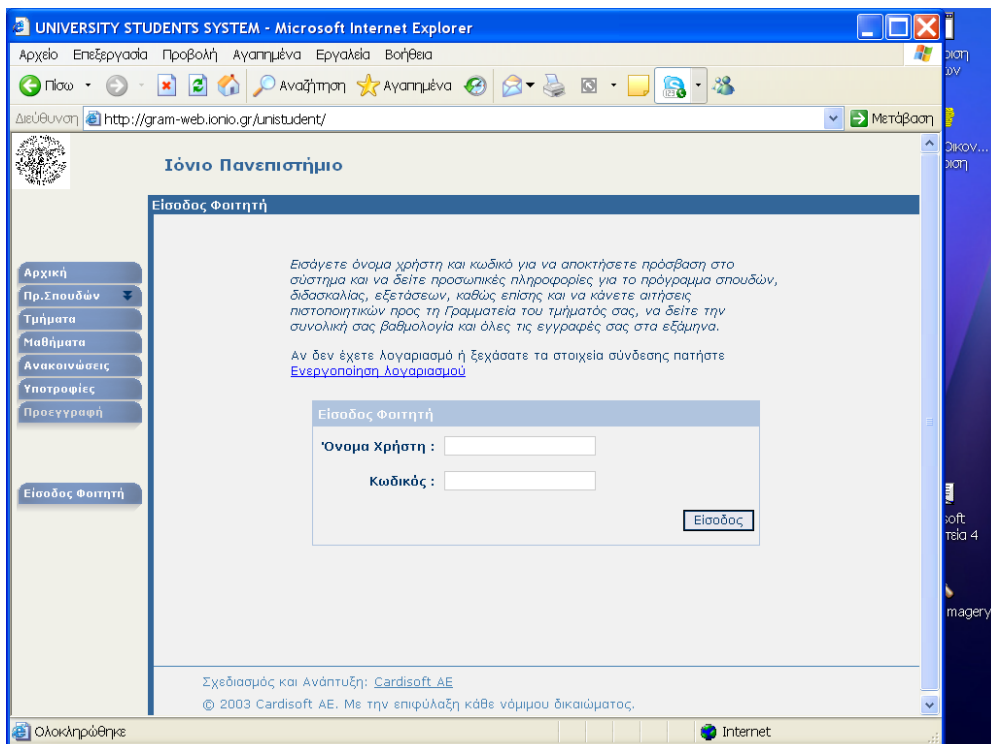 UNIVERSITY STUDENTS SYSTEM - Microsoft Internet Explorer
Αρχείο Επεξεργασία Προβολή Αγαπημένα Εργαλεία Βοήθεια
Πίσω Αναζήτηση Αγαπημένα
Διεύθυνση http://gram-web.ionio.gr/unistudent/ Μετάβαση
Ιόνιο Πανεπιστήμιο
Είσοδος Φοιτητή
Αρχική
Πρ.Σπουδών
Τμήματα
Μαθήματα
Ανακοινώσεις
Υποτροφίες
Προεγγραφή
Είσοδος Φοιτητή
Εισάγετε όνομα χρήστη και κωδικό για να αποκτήσετε πρόσβαση στο
σύστημα και να δείτε προσωπικές πληροφορίες για το πρόγραμμα σπουδών,
διδασκαλίας, εξετάσεων, καθώς επίσης και να κάνετε αιτήσεις
πιστοποιητικών προς τη Γραμματεία του τμήματός σας, να δείτε την
συνολική σας βαθμολογία και όλες τις εγγραφές σας στα εξάμηνα.
Αν δεν έχετε λογαριασμό ή ξεχάσατε τα στοιχεία σύνδεσης πατήστε
Ενεργοποίηση λογαριασμού
Είσοδος Φοιτητή
Όνομα Χρήστη :
Κωδικός :
Είσοδος
Σχεδιασμός και Ανάπτυξη: Cardisoft ΑΕ
© 2003 Cardisoft ΑΕ. Με την επιφύλαξη κάθε νόμιμου δικαιώματος.
Ολοκληρώθηκε Internet